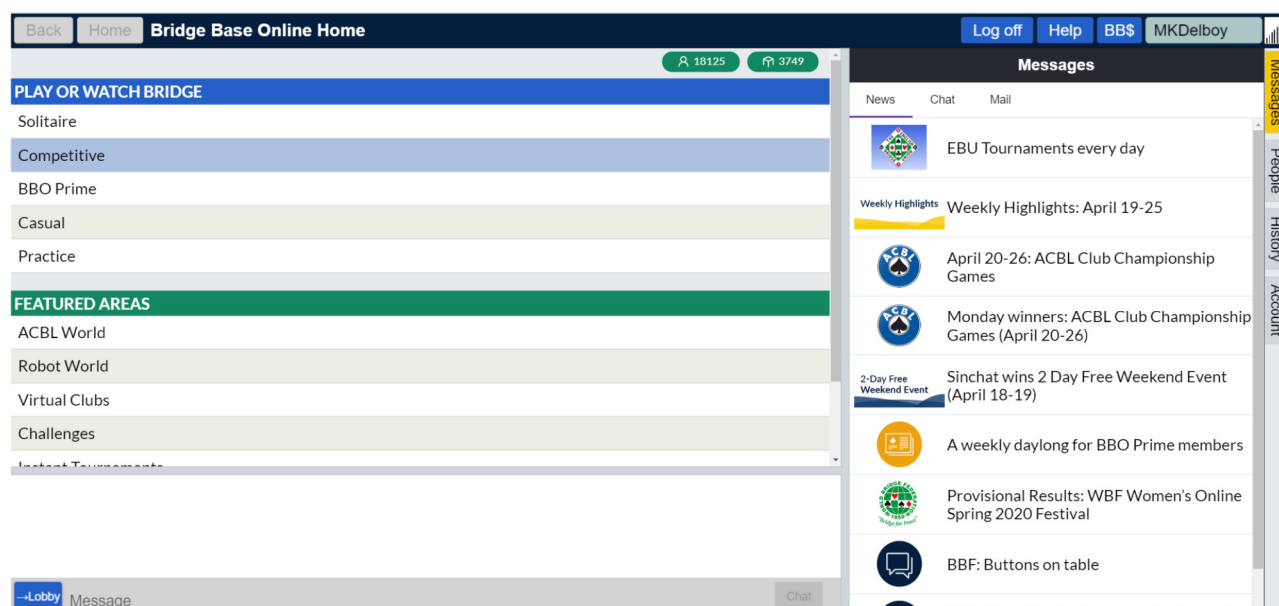 Back Home Bridge Base Online Home Log off Help BB$ MKDelboy
18125 3749
PLAY OR WATCH BRIDGE
Solitaire
Competitive
BBO Prime
Casual
Practice
FEATURED AREAS
ACBL World
Robot World
Virtual Clubs
Challenges
Instant Tournaments
→Lobby Message Chat
Messages
News Chat Mail
EBU Tournaments every day
Weekly Highlights
Weekly Highlights: April 19-25
ACBL
April 20-26: ACBL Club Championship
Games
ACBL
Monday winners: ACBL Club Championship
Games (April 20-26)
2-Day Free
Weekend Event
Sinchat wins 2 Day Free Weekend Event
(April 18-19)
A weekly daylong for BBO Prime members
Provisional Results: WBF Women's Online
Spring 2020 Festival
BBF: Buttons on table
Messages
People
History
Account